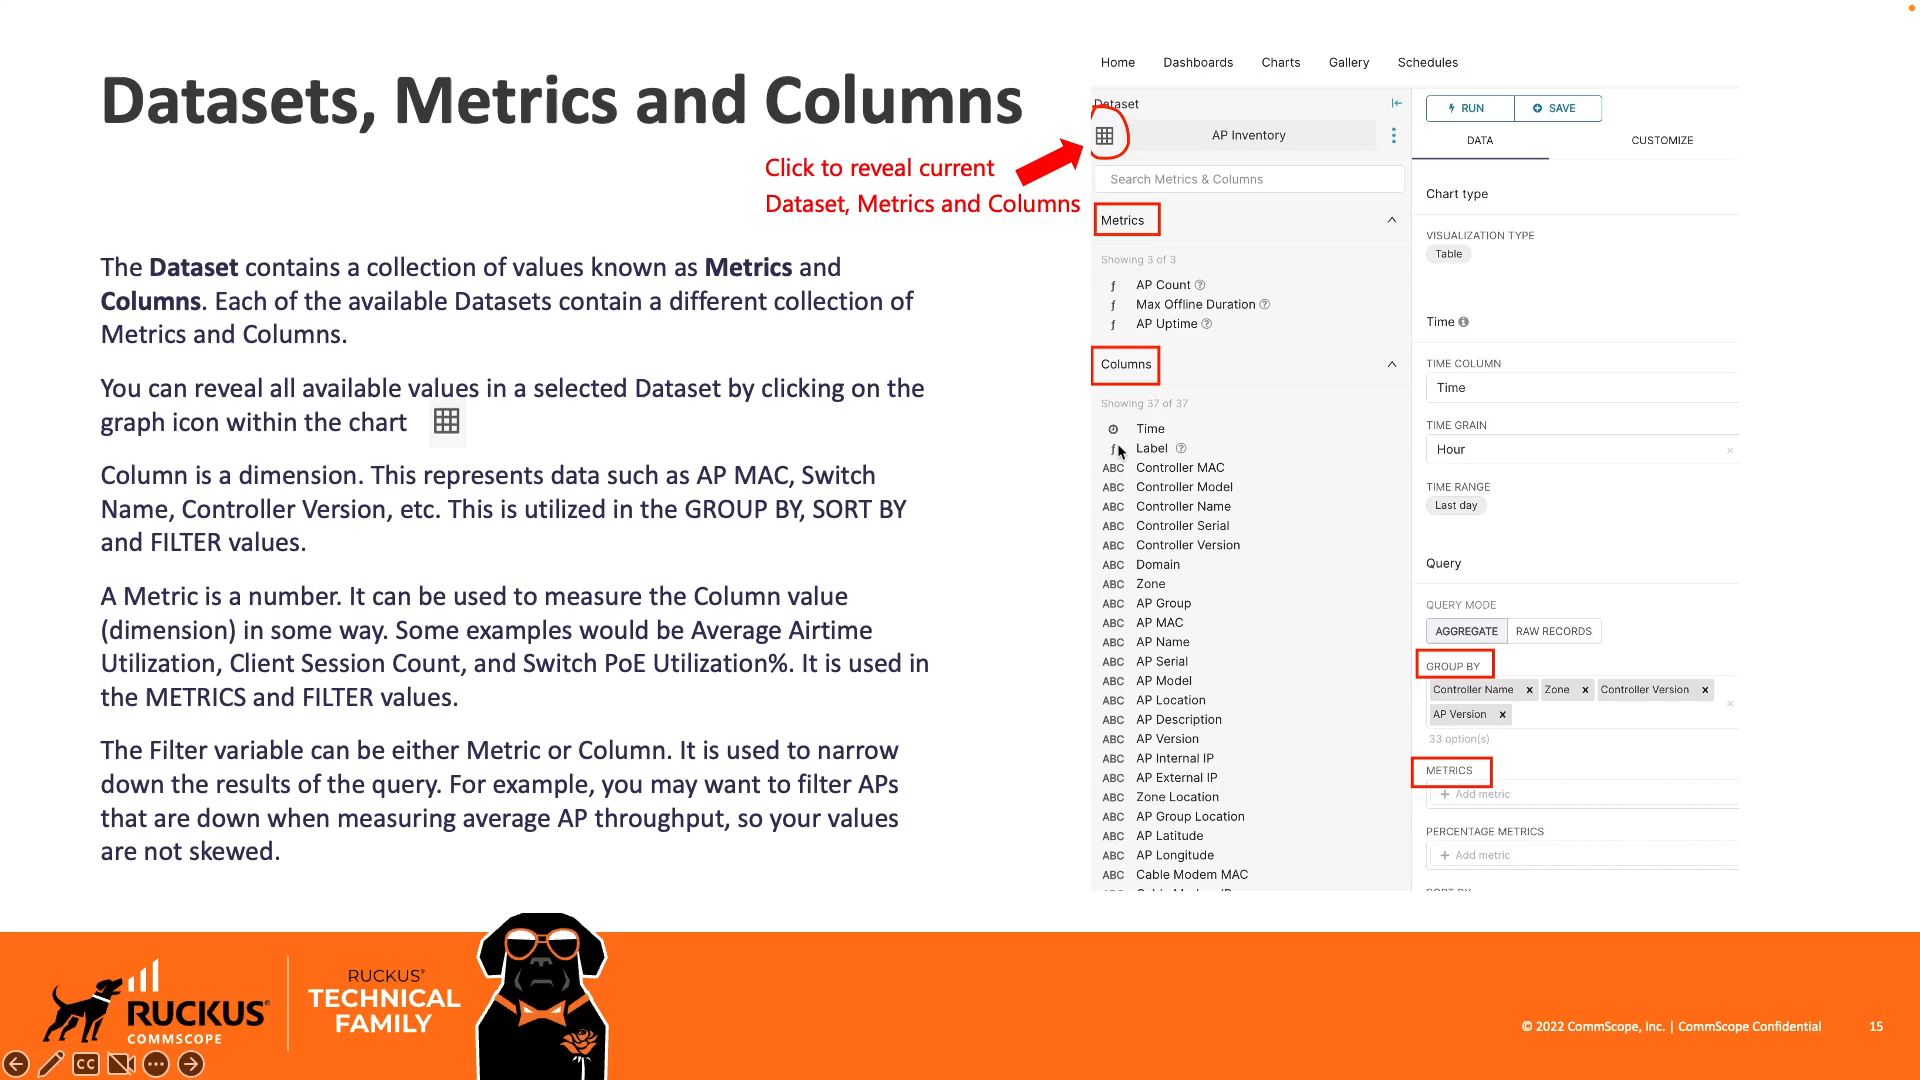 Datasets, Metrics and Columns
Click to reveal current
Dataset, Metrics and Columns
The Dataset contains a collection of values known as Metrics and
Columns. Each of the available Datasets contain a different collection of
Metrics and Columns.
You can reveal all available values in a selected Dataset by clicking on the
graph icon within the chart
Column is a dimension. This represents data such as AP MAC, Switch
Name, Controller Version, etc. This is utilized in the GROUP BY, SORT BY
and FILTER values.
A Metric is a number. It can be used to measure the Column value
(dimension) in some way. Some examples would be Average Airtime
Utilization, Client Session Count, and Switch PoE Utilization%. It is used in
the METRICS and FILTER values.
The Filter variable can be either Metric or Column. It is used to narrow
down the results of the query. For example, you may want to filter APs
that are down when measuring average AP throughput, so your values
are not skewed.
Home Dashboards Charts Gallery Schedules
Dataset
AP Inventory
Search Metrics & Columns
Metrics
Showing 3 of 3
f AP Count
f Max Offline Duration
f AP Uptime
Columns
Showing 37 of 37
Time
f Label
ABC Controller MAC
ABC Controller Model
ABC Controller Name
ABC Controller Serial
ABC Controller Version
ABC Domain
ABC Zone
ABC AP Group
ABC AP MAC
ABC AP Name
ABC AP Serial
ABC AP Model
ABC AP Location
ABC AP Description
ABC AP Version
ABC AP Internal IP
ABC AP External IP
ABC Zone Location
ABC AP Group Location
ABC AP Latitude
ABC AP Longitude
ABC Cable Modem MAC
RUN SAVE
DATA CUSTOMIZE
Chart type
VISUALIZATION TYPE
Table
Time
TIME COLUMN
Time
TIME GRAIN
Hour
TIME RANGE
Last day
Query
QUERY MODE
AGGREGATE RAW RECORDS
GROUP BY
Controller Name x Zone x Controller Version x
AP Version x
33 option(s)
METRICS
+ Add metric
PERCENTAGE METRICS
+ Add metric
RUCKUS®
COMMSCOPE
RUCKUS®
TECHNICAL
FAMILY
© 2022 CommScope, Inc. | CommScope Confidential 15
CC